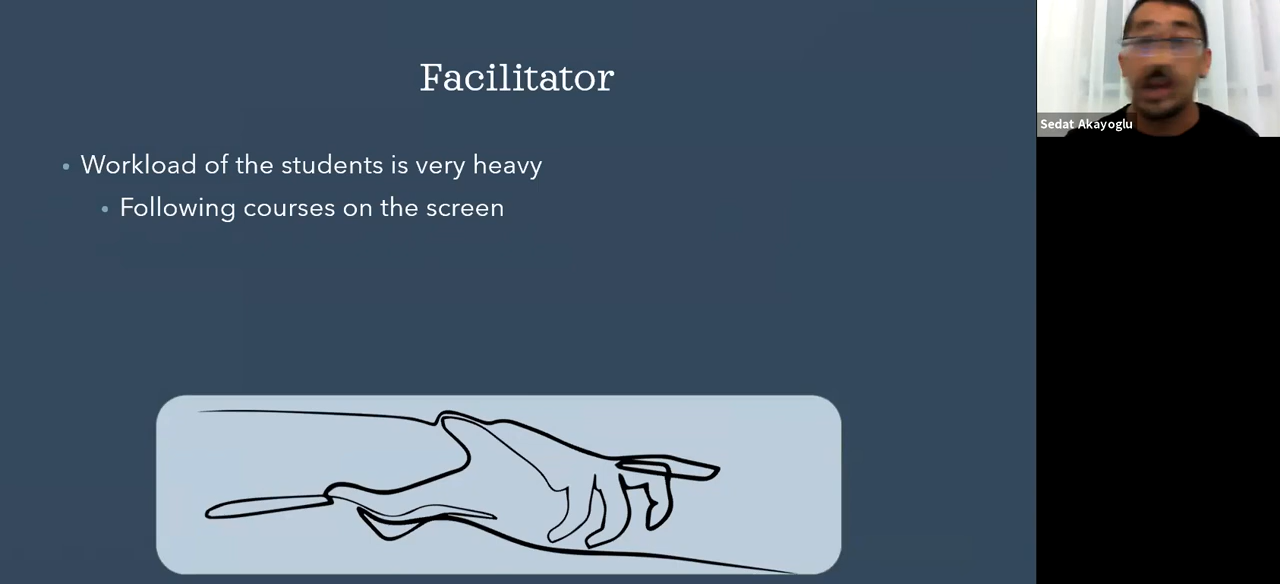 Facilitator
Workload of the students is very heavy
Following courses on the screen
Sedat Akayoglu